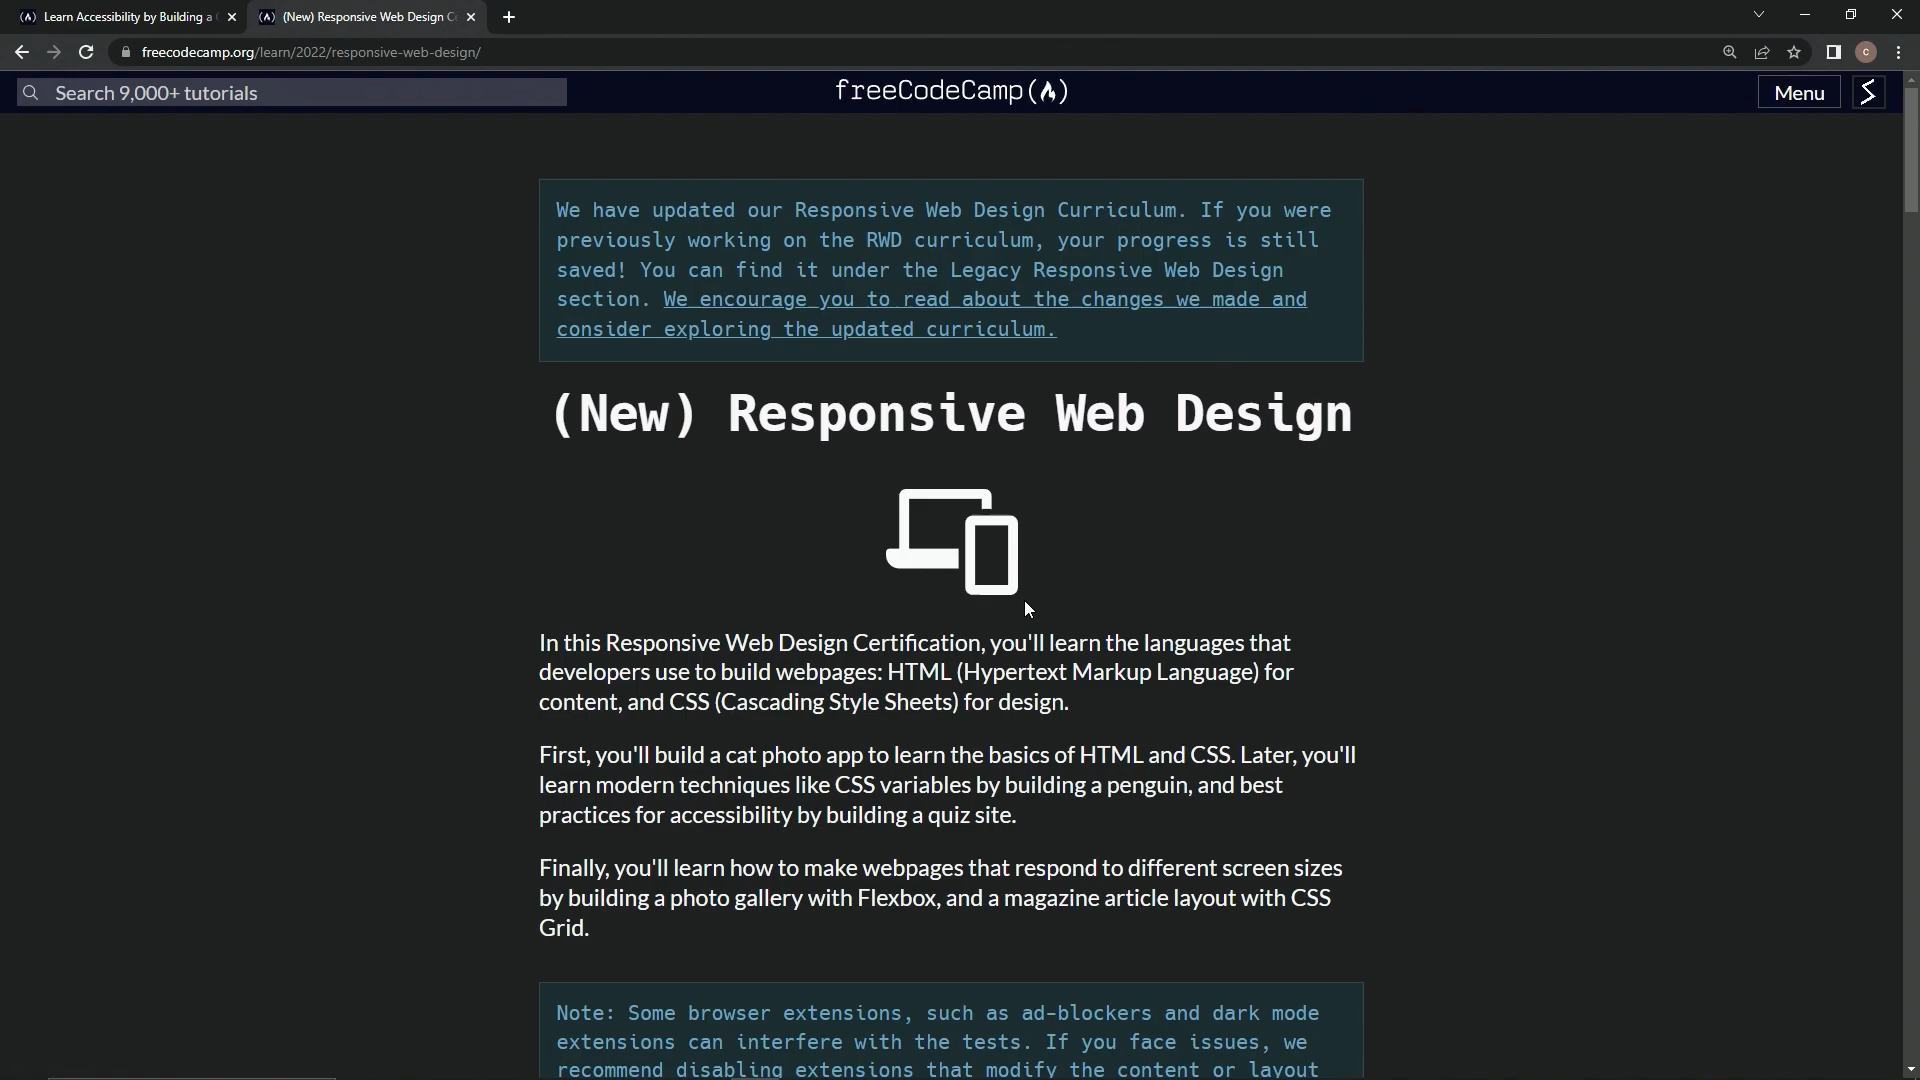 Learn Accessibility by Building a
(New) Responsive Web Design C
freecodecamp.org/learn/2022/responsive-web-design/
C
Search 9,000+ tutorials
freeCodeCamp
Menu
We have updated our Responsive Web Design Curriculum. If you were
previously working on the RWD curriculum, your progress is still
saved! You can find it under the Legacy Responsive Web Design
section. We encourage you to read about the changes we made and
consider exploring the updated curriculum.
(New) Responsive Web Design
In this Responsive Web Design Certification, you'll learn the languages that
developers use to build webpages: HTML (Hypertext Markup Language) for
content, and CSS (Cascading Style Sheets) for design.
First, you'll build a cat photo app to learn the basics of HTML and CSS. Later, you'll
learn modern techniques like CSS variables by building a penguin, and best
practices for accessibility by building a quiz site.
Finally, you'll learn how to make webpages that respond to different screen sizes
by building a photo gallery with Flexbox, and a magazine article layout with CSS
Grid.
Note: Some browser extensions, such as ad-blockers and dark mode
extensions can interfere with the tests. If you face issues, we
recommend disabling extensions that modify the content or layout